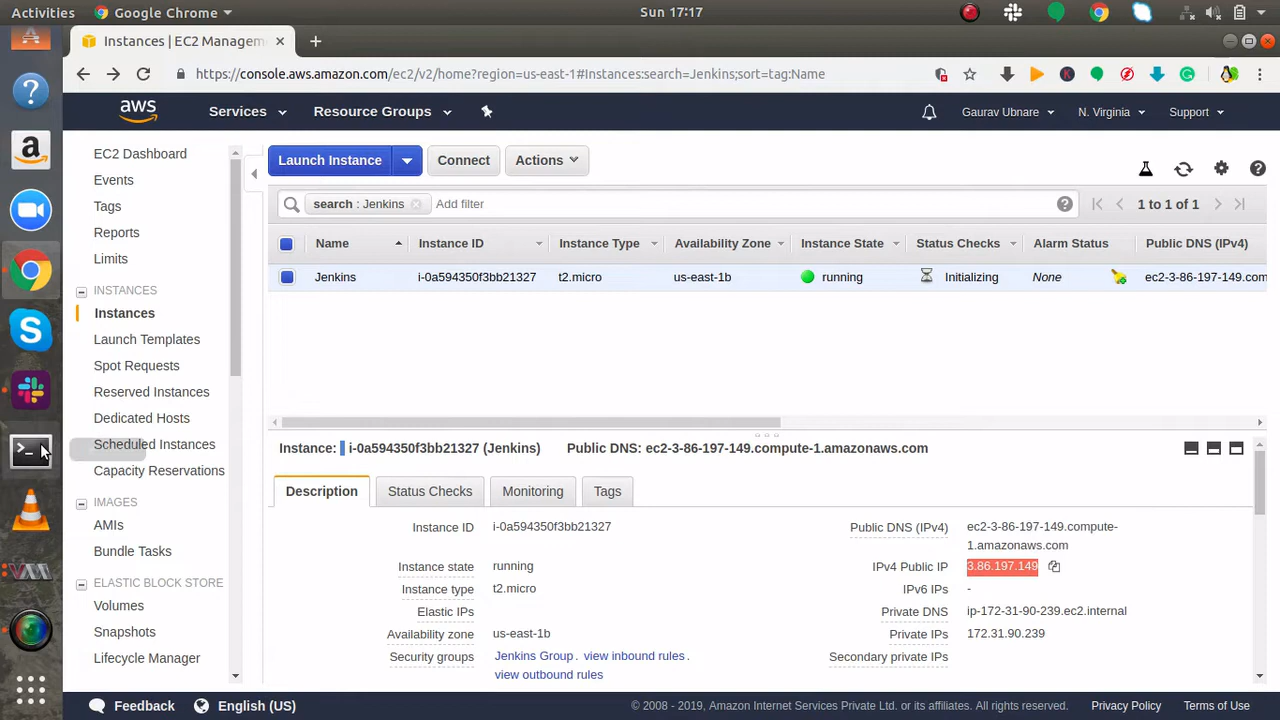 Activities Google Chrome Sun 17:17
Instances | EC2 Managem
https://console.aws.amazon.com/ec2/v2/home?region=us-east-1#Instances:search=Jenkins;sort=tag:Name
aws Services Resource Groups Gaurav Ubnare N. Virginia Support
EC2 Dashboard
Events
Tags
Reports
Limits
INSTANCES
Instances
Launch Templates
Spot Requests
Reserved Instances
Dedicated Hosts
Scheduled Instances
Capacity Reservations
IMAGES
AMIs
Bundle Tasks
ELASTIC BLOCK STORE
Volumes
Snapshots
Lifecycle Manager
Launch Instance Connect Actions
search : Jenkins Add filter 1 to 1 of 1
Name Instance ID Instance Type Availability Zone Instance State Status Checks Alarm Status Public DNS (IPv4)
Jenkins i-0a594350f3bb21327 t2.micro us-east-1b running Initializing None ec2-3-86-197-149.com
Instance: i-0a594350f3bb21327 (Jenkins) Public DNS: ec2-3-86-197-149.compute-1.amazonaws.com
Description Status Checks Monitoring Tags
Instance ID i-0a594350f3bb21327 Public DNS (IPv4) ec2-3-86-197-149.compute-
1.amazonaws.com
Instance state running IPv4 Public IP 3.86.197.149
Instance type t2.micro IPv6 IPs -
Elastic IPs Private DNS ip-172-31-90-239.ec2.internal
Availability zone us-east-1b Private IPs 172.31.90.239
Security groups Jenkins Group . view inbound rules . Secondary private IPs
view outbound rules
Feedback English (US) © 2008 - 2019, Amazon Internet Services Private Ltd. or its affiliates. All rights reserved. Privacy Policy Terms of Use